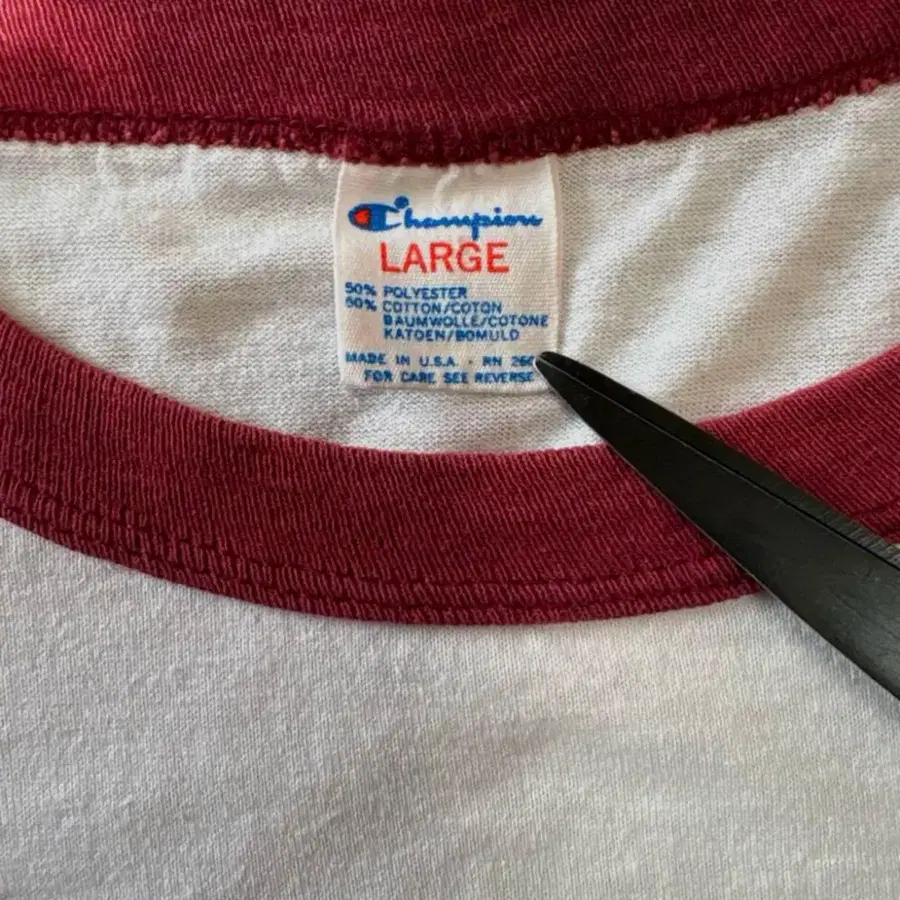 Champion
LARGE
50% POLYESTER
50% COTTON/COTON
BAUMWOLLE/COTONE
KATOEN/BOMULD
MADE IN U.S.A. - RN
FOR CARE SEE REVERSE